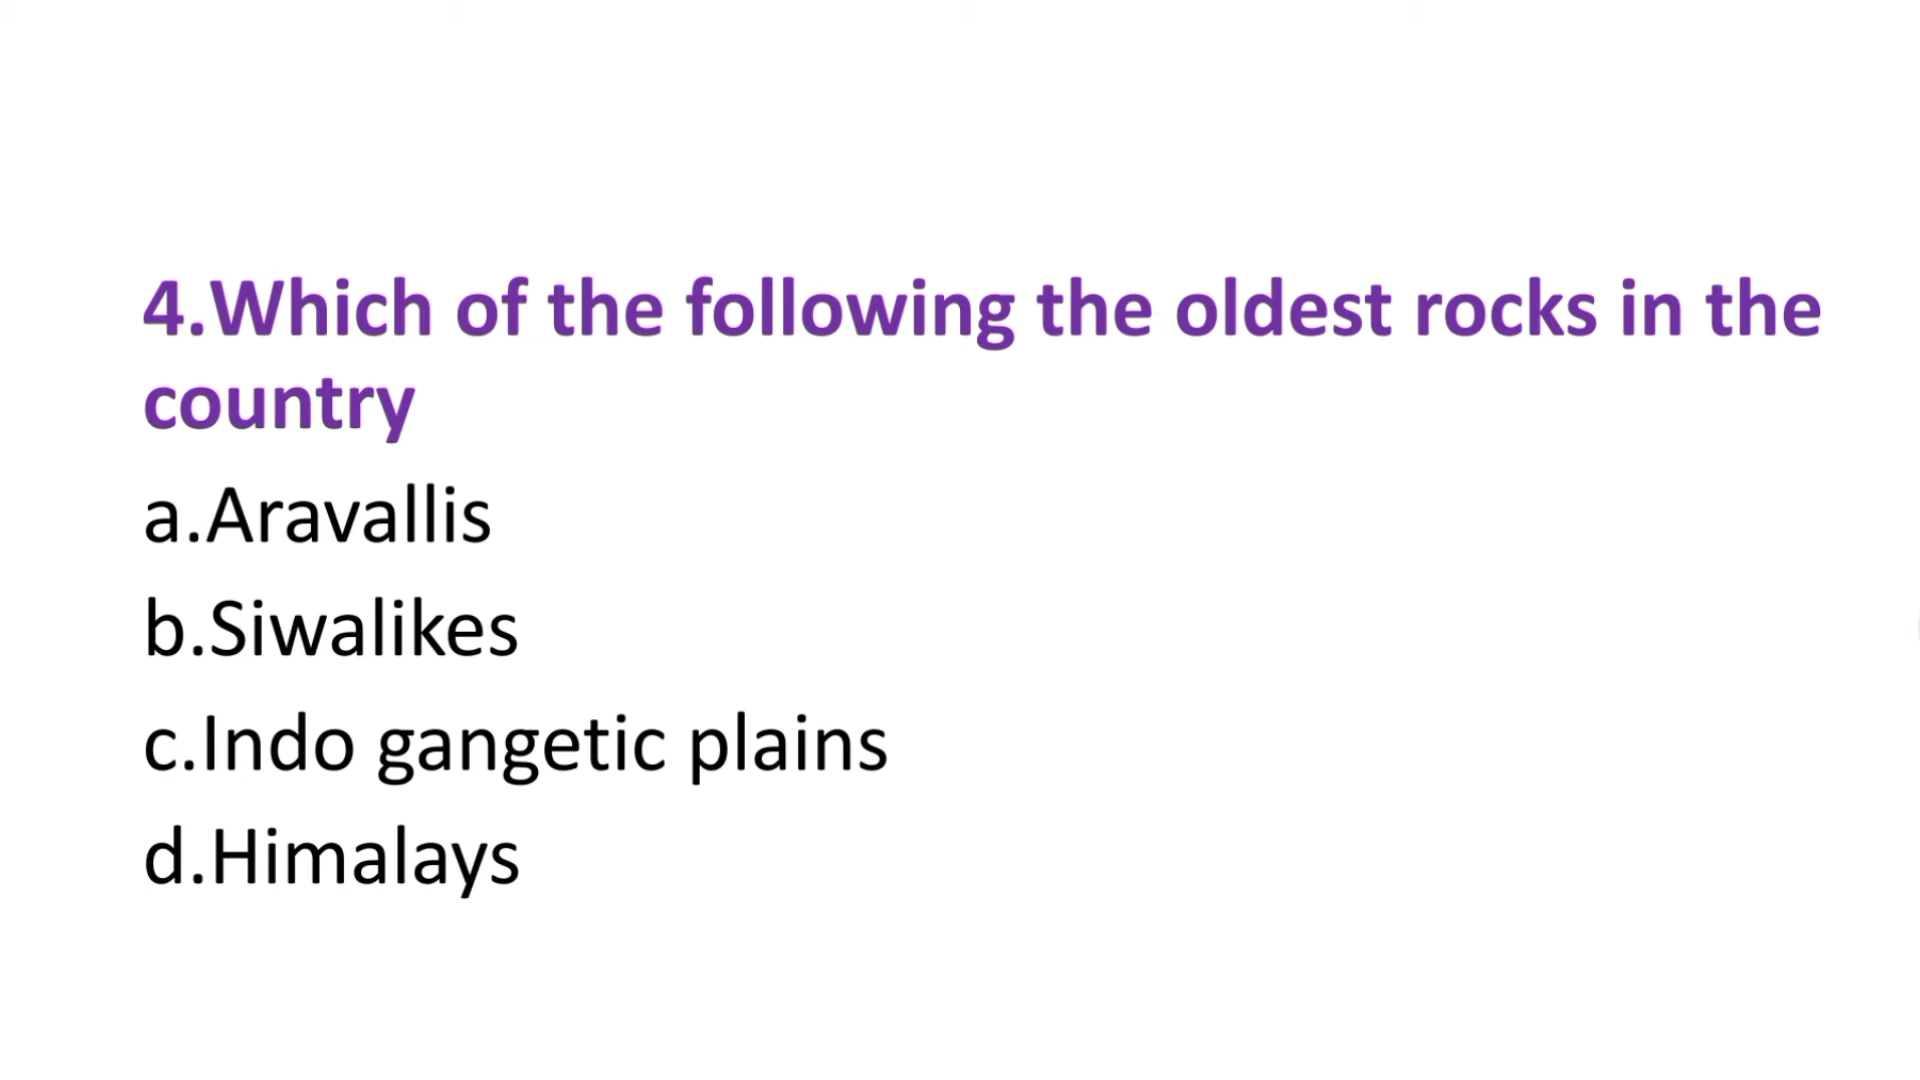 4.Which of the following the oldest rocks in the
country
a.Aravallis
b.Siwalikes
c.Indo gangetic plains
d.Himalays